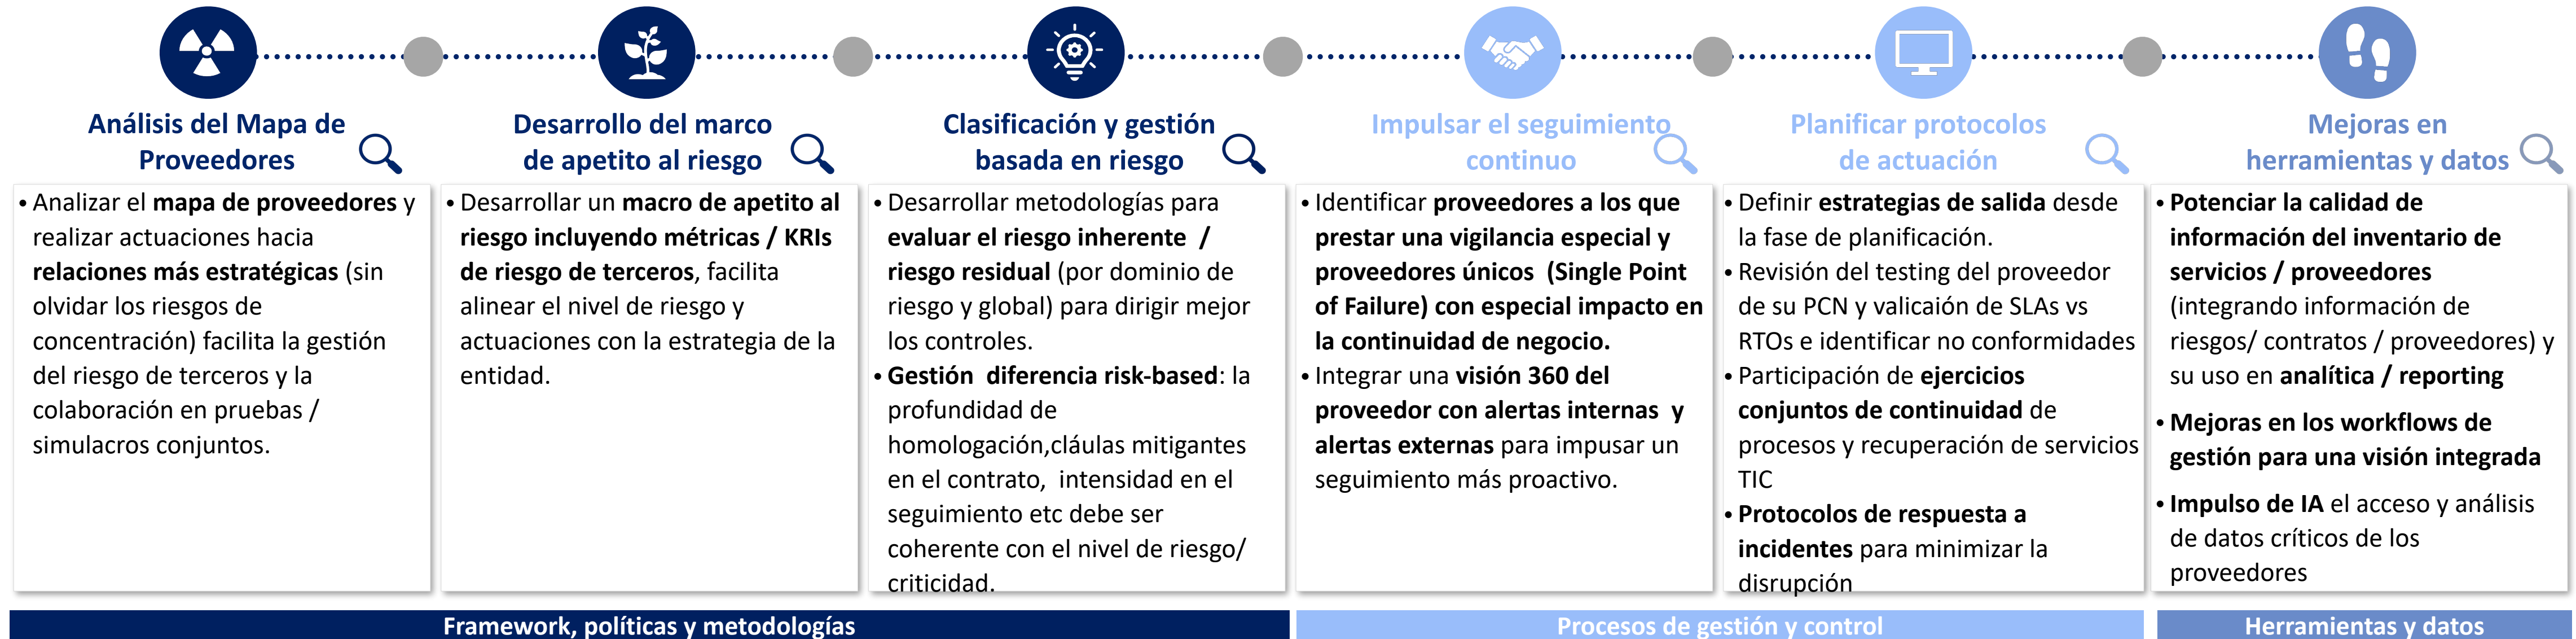 Análisis del Mapa de
Proveedores
• Analizar el mapa de proveedores y
realizar actuaciones hacia
relaciones más estratégicas (sin
olvidar los riesgos de
concentración) facilita la gestión
del riesgo de terceros y la
colaboración en pruebas /
simulacros conjuntos.
Desarrollo del marco
de apetito al riesgo
• Desarrollar un macro de apetito al
riesgo incluyendo métricas / KRIs
de riesgo de terceros, facilita
alinear el nivel de riesgo y
actuaciones con la estrategia de la
entidad.
Clasificación y gestión
basada en riesgo
• Desarrollar metodologías para
evaluar el riesgo inherente /
riesgo residual (por dominio de
riesgo y global) para dirigir mejor
los controles.
• Gestión diferencia risk-based: la
profundidad de
homologación,cláulas mitigantes
en el contrato, intensidad en el
seguimiento etc debe ser
coherente con el nivel de riesgo/
criticidad.
Impulsar el seguimiento
continuo
• Identificar proveedores a los que
prestar una vigilancia especial y
proveedores únicos (Single Point
of Failure) con especial impacto en
la continuidad de negocio.
• Integrar una visión 360 del
proveedor con alertas internas y
alertas externas para impusar un
seguimiento más proactivo.
Planificar protocolos
de actuación
• Definir estrategias de salida desde
la fase de planificación.
• Revisión del testing del proveedor
de su PCN y valicaión de SLAs vs
RTOs e identificar no conformidades
• Participación de ejercicios
conjuntos de continuidad de
procesos y recuperación de servicios
TIC
• Protocolos de respuesta a
incidentes para minimizar la
disrupción
Mejoras en
herramientas y datos
• Potenciar la calidad de
información del inventario de
servicios / proveedores
(integrando información de
riesgos/ contratos / proveedores) y
su uso en analítica / reporting
• Mejoras en los workflows de
gestión para una visión integrada
• Impulso de IA el acceso y análisis
de datos críticos de los
proveedores
Framework, políticas y metodologías
Procesos de gestión y control
Herramientas y datos